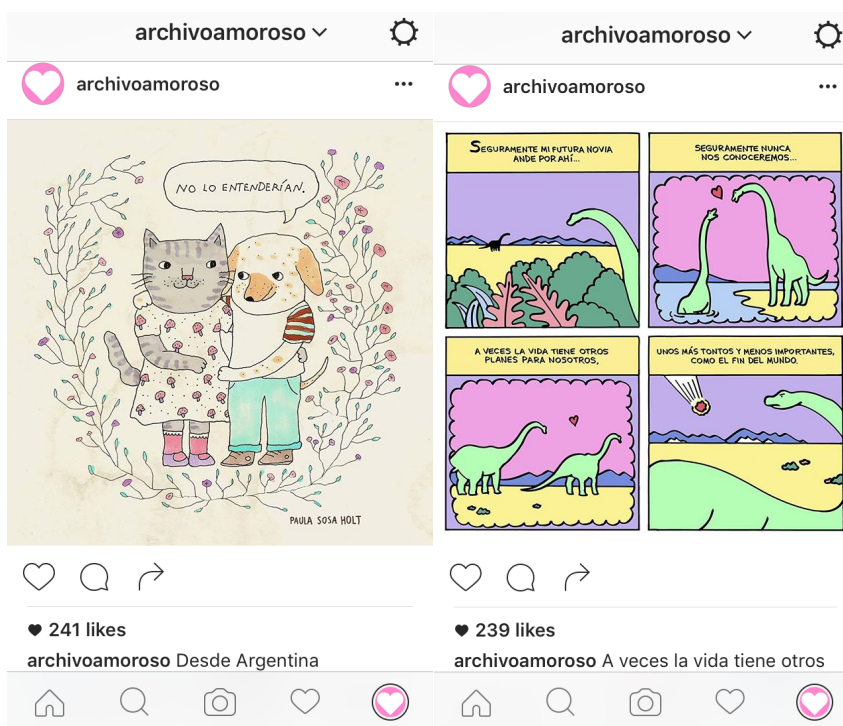 archivoamoroso
archivoamoroso
NO LO ENTENDERÍAN.
PAULA SOSA HOLT
241 likes
archivoamoroso Desde Argentina
archivoamoroso
archivoamoroso
SEGURAMENTE MI FUTURA NOVIA
ANDE POR AHÍ...
SEGURAMENTE NUNCA
NOS CONOCEREMOS...
A VECES LA VIDA TIENE OTROS
PLANES PARA NOSOTROS,
UNOS MÁS TONTOS Y MENOS IMPORTANTES,
COMO EL FIN DEL MUNDO.
239 likes
archivoamoroso A veces la vida tiene otros